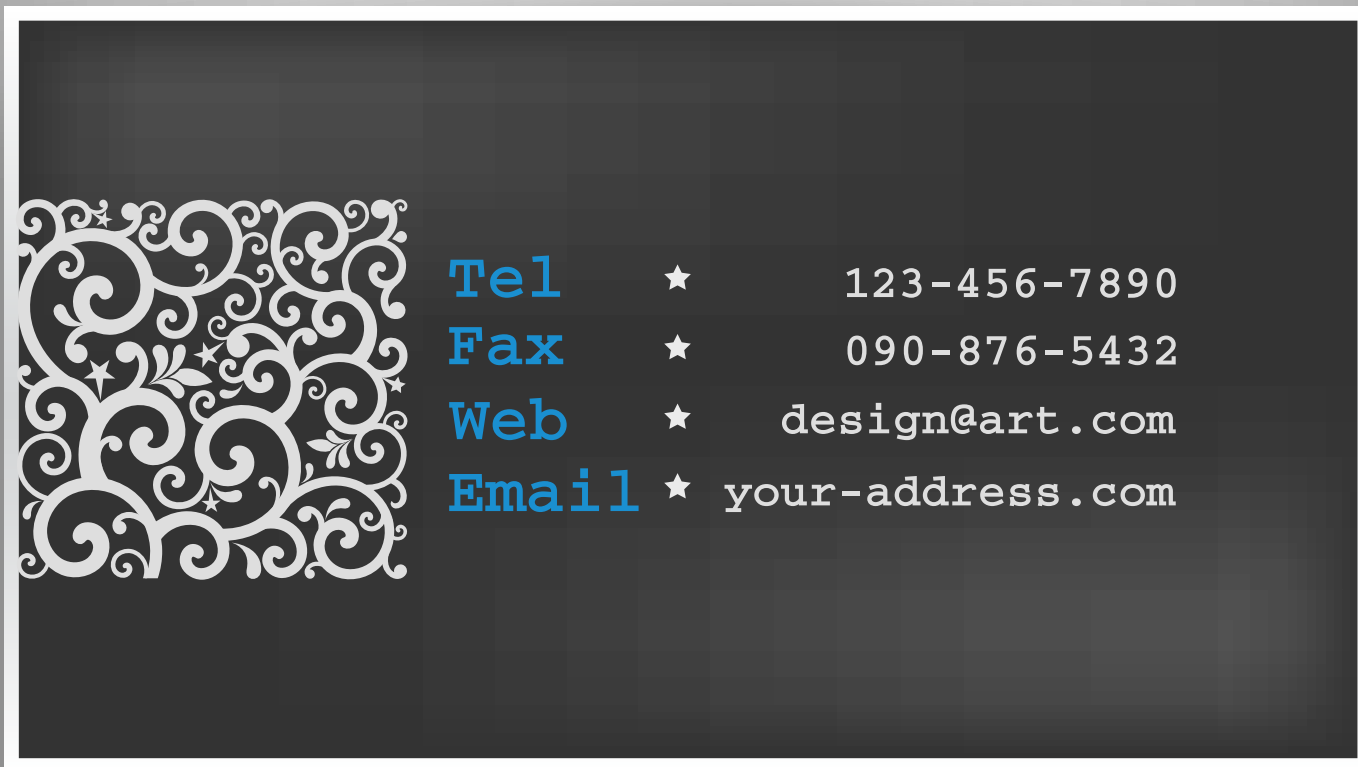 Tel ★ 123-456-7890
Fax ★ 090-876-5432
Web ★ design@art.com
Email ★ your-address.com